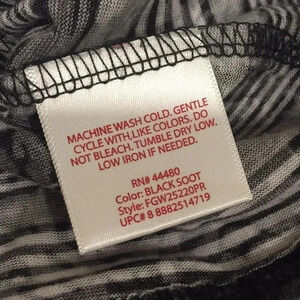 MACHINE WASH COLD. GENTLE
CYCLE WITH LIKE COLORS. DO
NOT BLEACH. TUMBLE DRY LOW.
LOW IRON IF NEEDED.
RN# 44480
Color: BLACK SOOT
Style: FGW25220PR
UPC# 8 8882514719